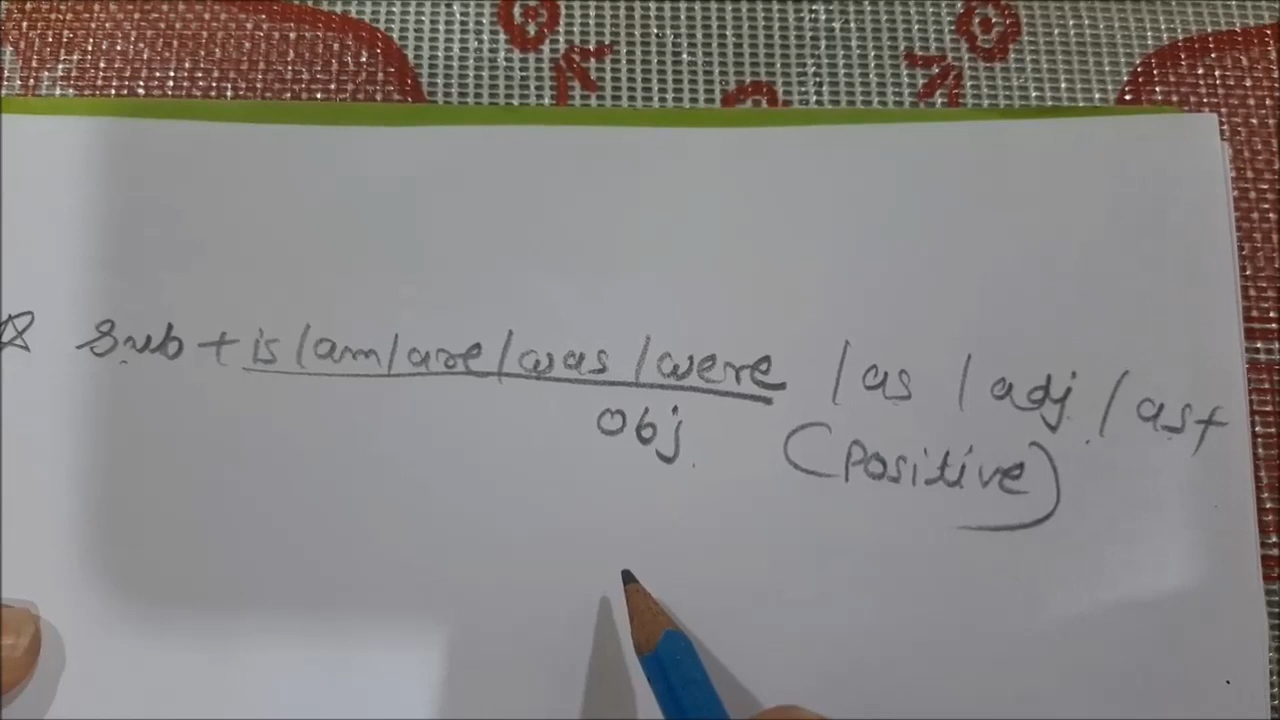 ☆ Sub + is/am/are/was/were /as /adj. /as+
obj. (positive)